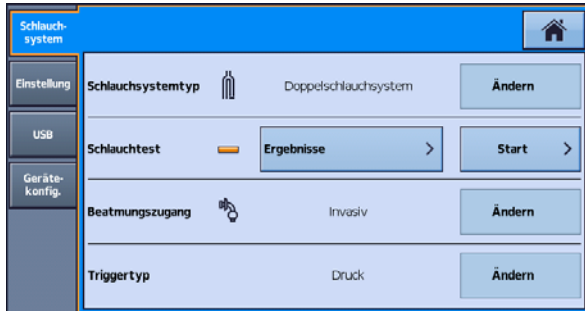 Schlauch-
system
Einstellung
USB
Geräte-
konfig.
Schlauchsystemtyp Doppelschlauchsystem Ändern
Schlauchtest Ergebnisse > Start >
Beatmungszugang Invasiv Ändern
Triggertyp Druck Ändern